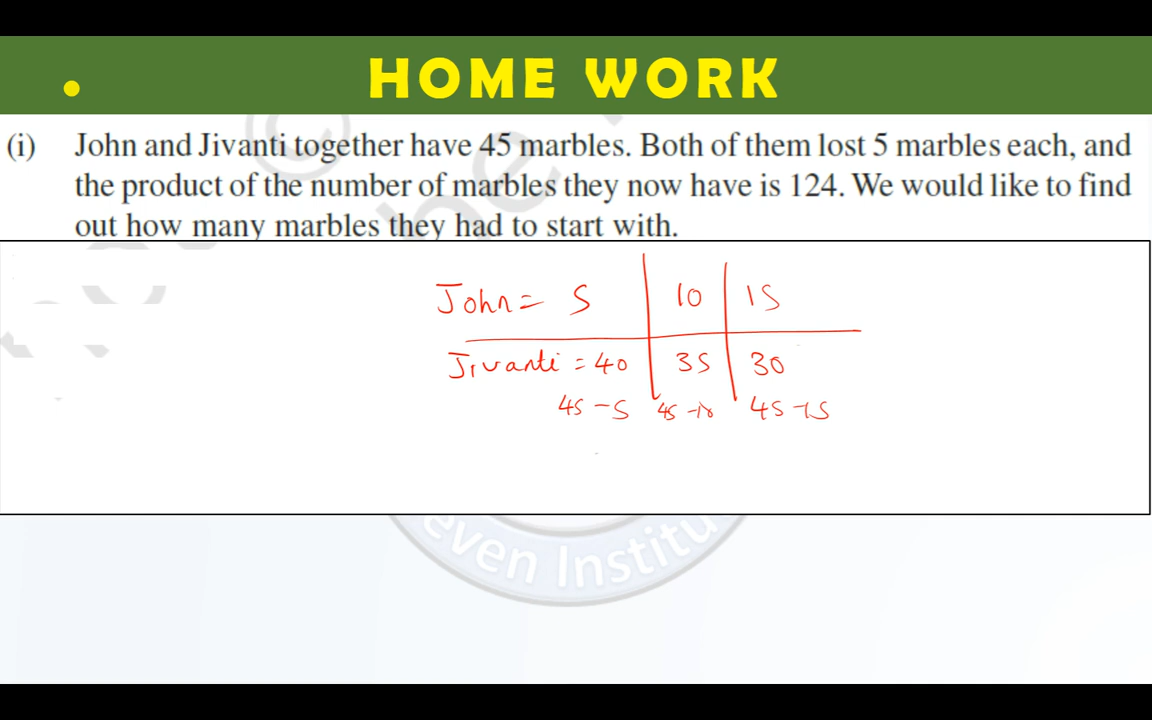 HOME WORK
(i) John and Jivanti together have 45 marbles. Both of them lost 5 marbles each, and
the product of the number of marbles they now have is 124. We would like to find
out how many marbles they had to start with.
John = 5 10 15
Jivanti = 40 35 30
45 - 5 45 - 10 45 - 15
even Institu